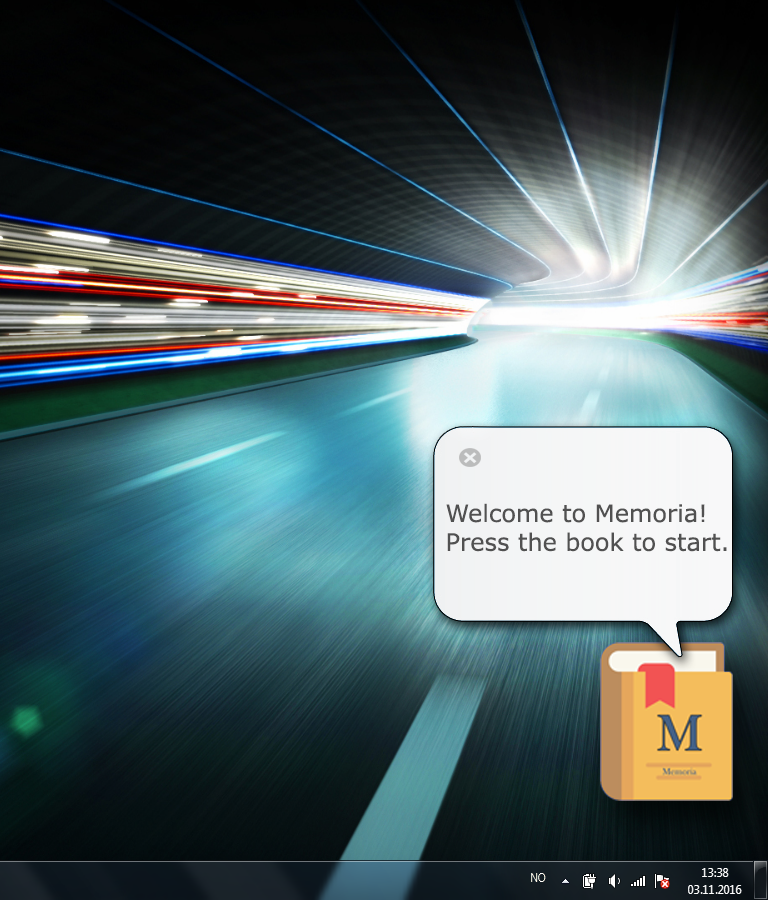 Welcome to Memoria!
Press the book to start.
M
Memoria
NO
13:38
03.11.2016